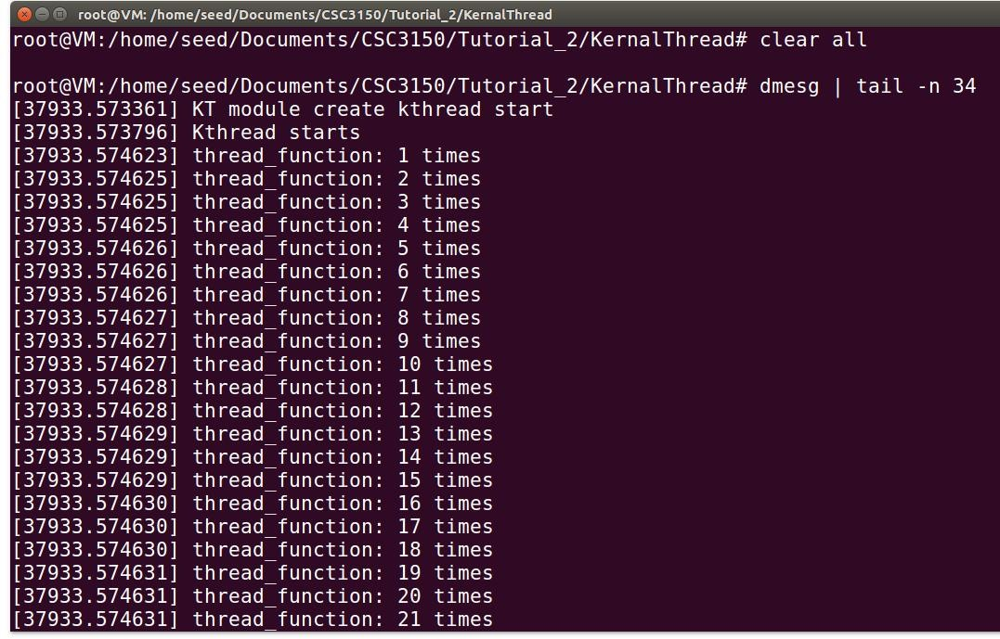 root@VM: /home/seed/Documents/CSC3150/Tutorial_2/KernalThread
root@VM:/home/seed/Documents/CSC3150/Tutorial_2/KernalThread# clear all
root@VM:/home/seed/Documents/CSC3150/Tutorial_2/KernalThread# dmesg | tail -n 34
[37933.573361] KT module create kthread start
[37933.573796] Kthread starts
[37933.574623] thread_function: 1 times
[37933.574625] thread_function: 2 times
[37933.574625] thread_function: 3 times
[37933.574625] thread_function: 4 times
[37933.574626] thread_function: 5 times
[37933.574626] thread_function: 6 times
[37933.574626] thread_function: 7 times
[37933.574627] thread_function: 8 times
[37933.574627] thread_function: 9 times
[37933.574627] thread_function: 10 times
[37933.574628] thread_function: 11 times
[37933.574628] thread_function: 12 times
[37933.574629] thread_function: 13 times
[37933.574629] thread_function: 14 times
[37933.574629] thread_function: 15 times
[37933.574630] thread_function: 16 times
[37933.574630] thread_function: 17 times
[37933.574630] thread_function: 18 times
[37933.574631] thread_function: 19 times
[37933.574631] thread_function: 20 times
[37933.574631] thread_function: 21 times